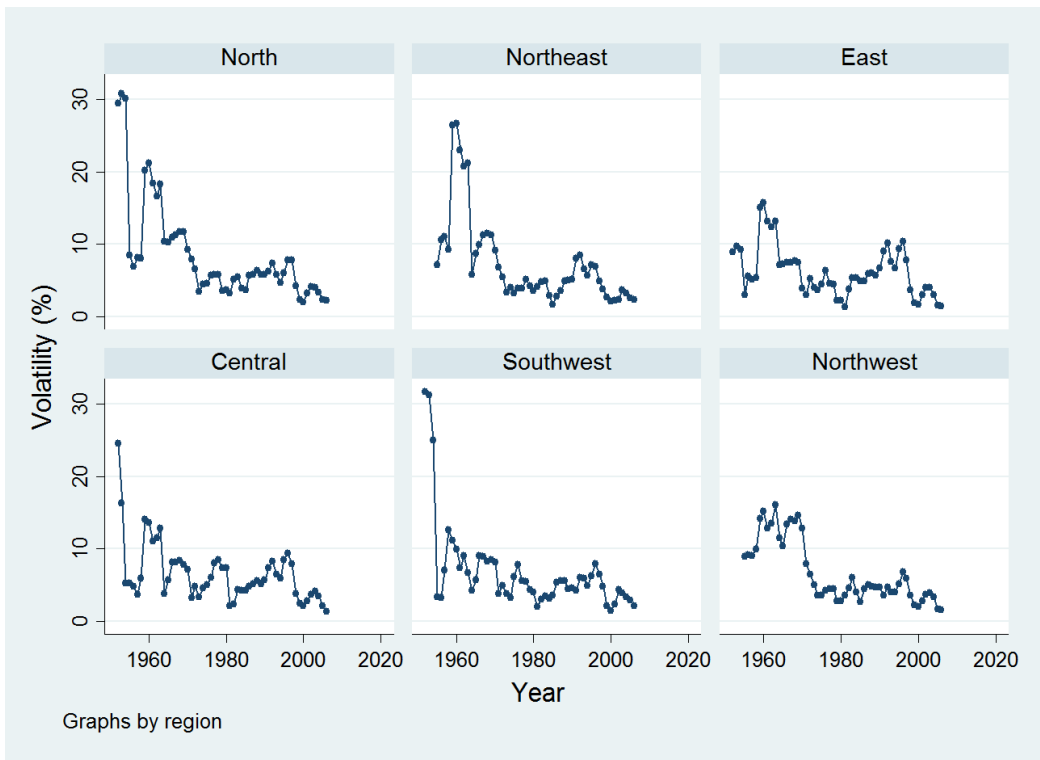 North Northeast East
30
20
10
0
Central Southwest Northwest
30
20
10
0
Volatility (%)
1960 1980 2000 2020 1960 1980 2000 2020 1960 1980 2000 2020
Year
Graphs by region